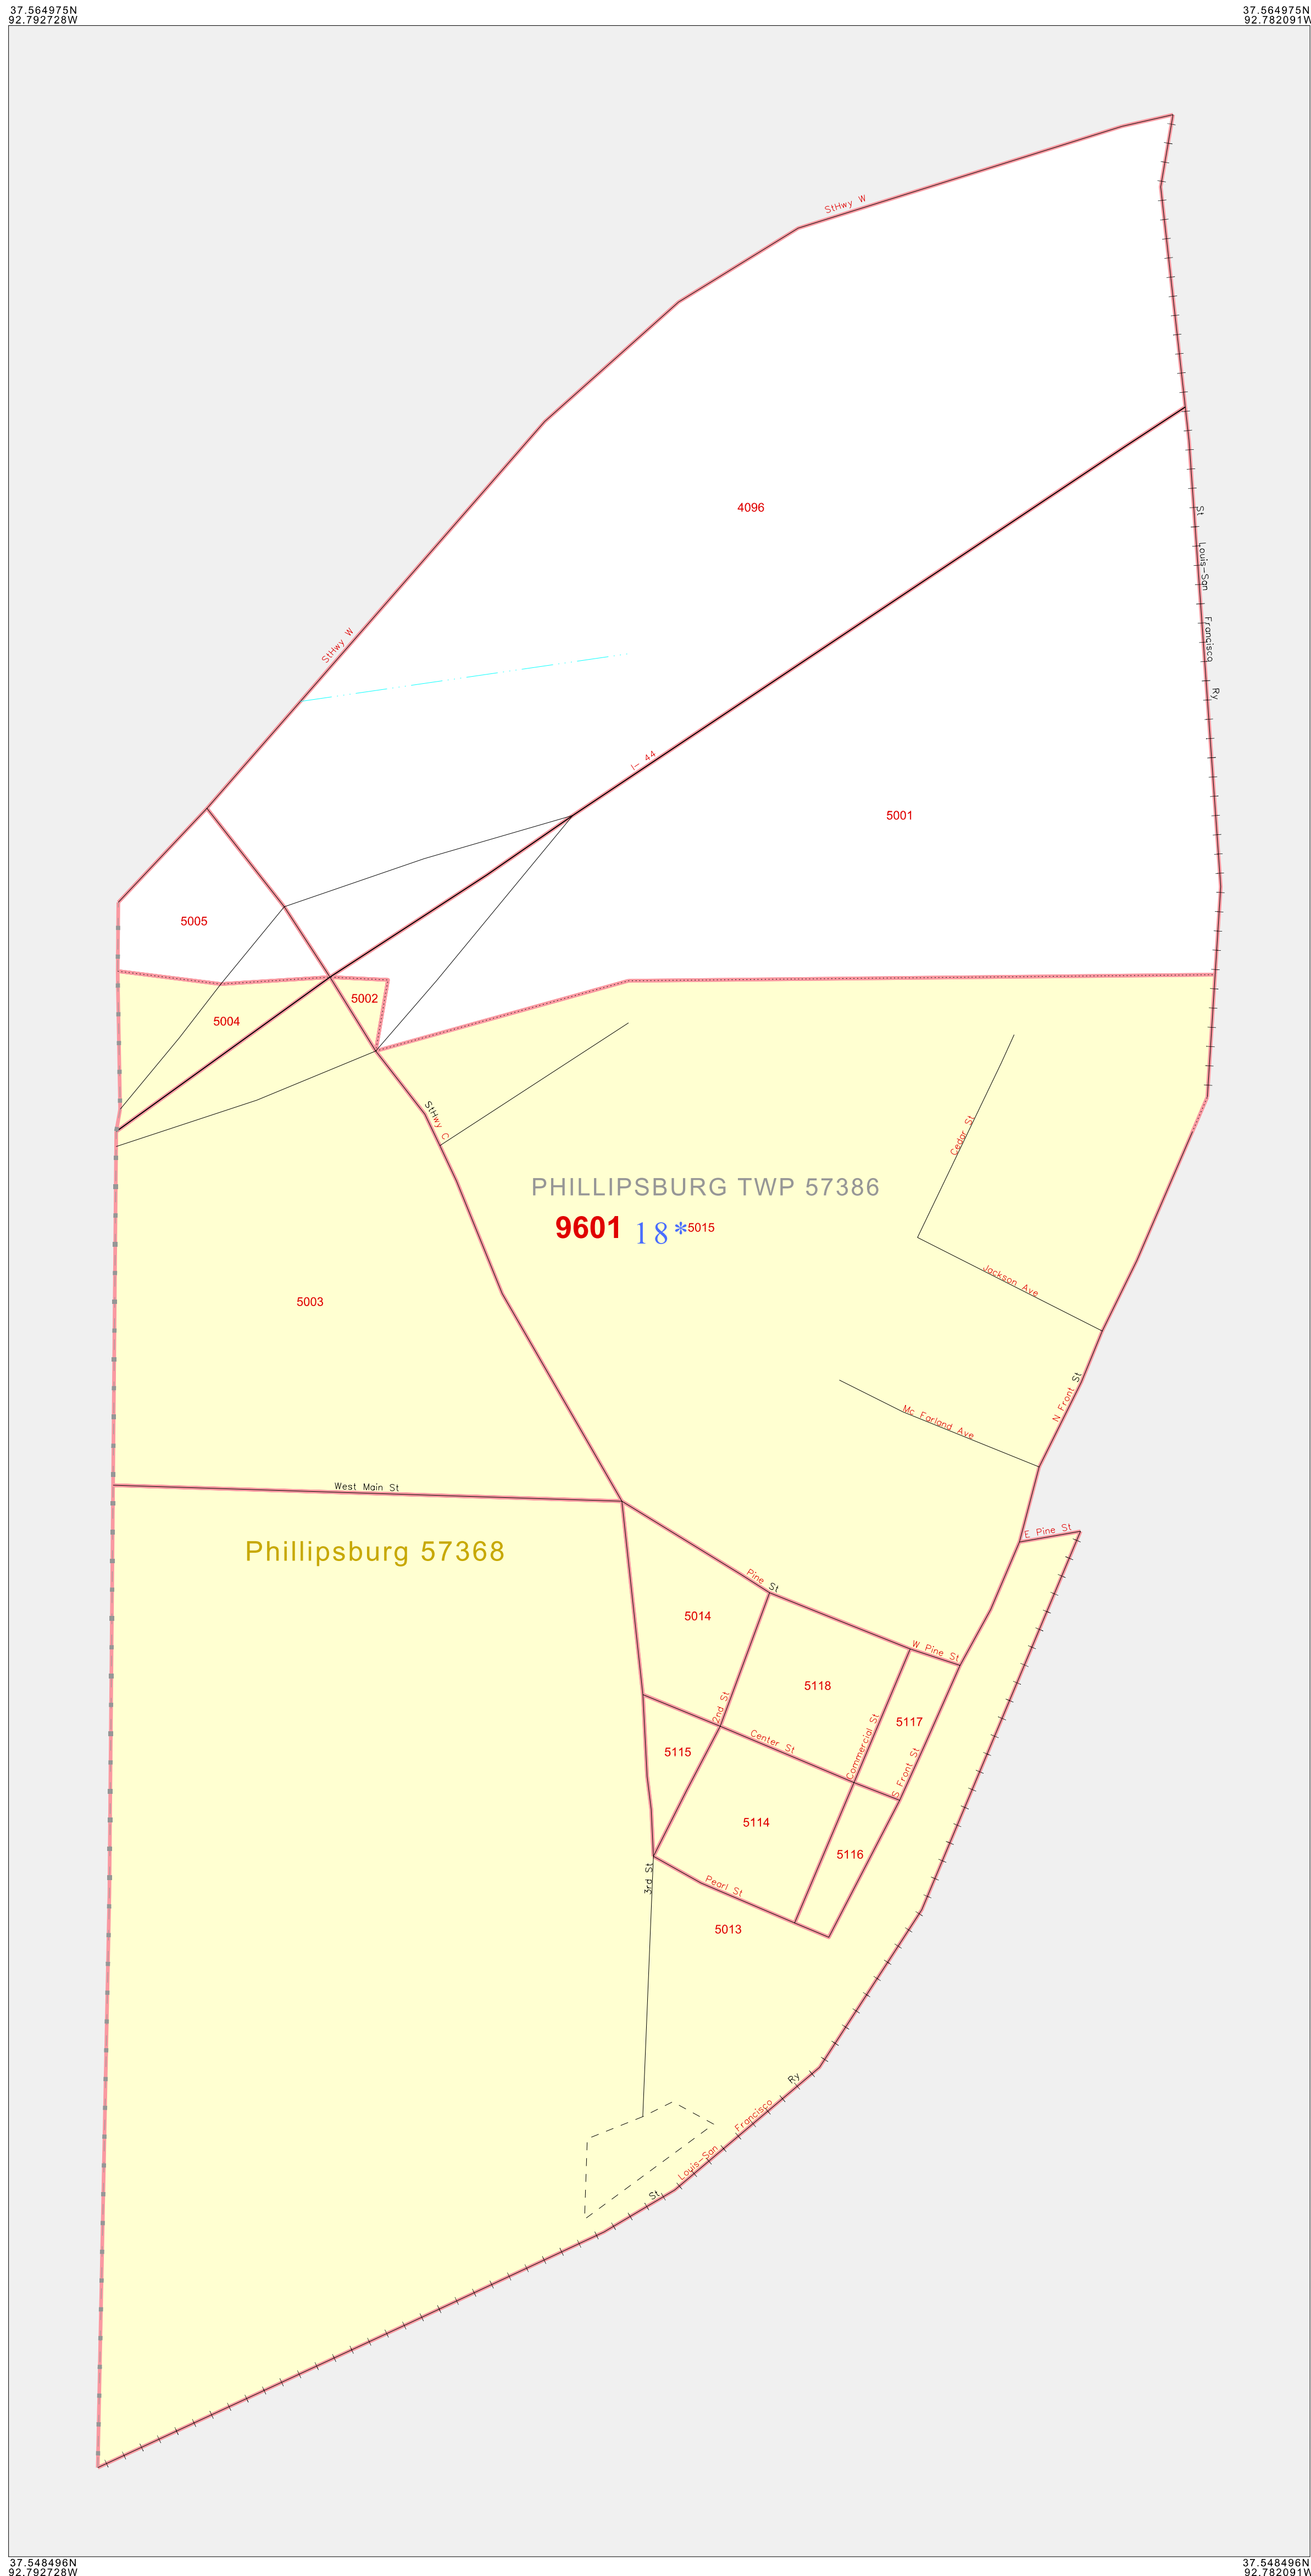 37.564975N
92.792728W
37.564975N
92.782091W
StHwy W
4096
St Louis-San Francisco Ry
StHwy W
I- 44
5001
5005
5002
5004
StHwy C
Cedar St
PHILLIPSBURG TWP 57386
9601 18* 5015
Jackson Ave
5003
N Front St
Mc Farland Ave
West Main St
E Pine St
Phillipsburg 57368
Pine St
5014
W Pine St
5118
2nd St
5117
Commercial St
Center St
5115
S Front St
5114
5116
3rd St
Pearl St
5013
St Louis-San Francisco Ry
37.548496N
92.792728W
37.548496N
92.782091W